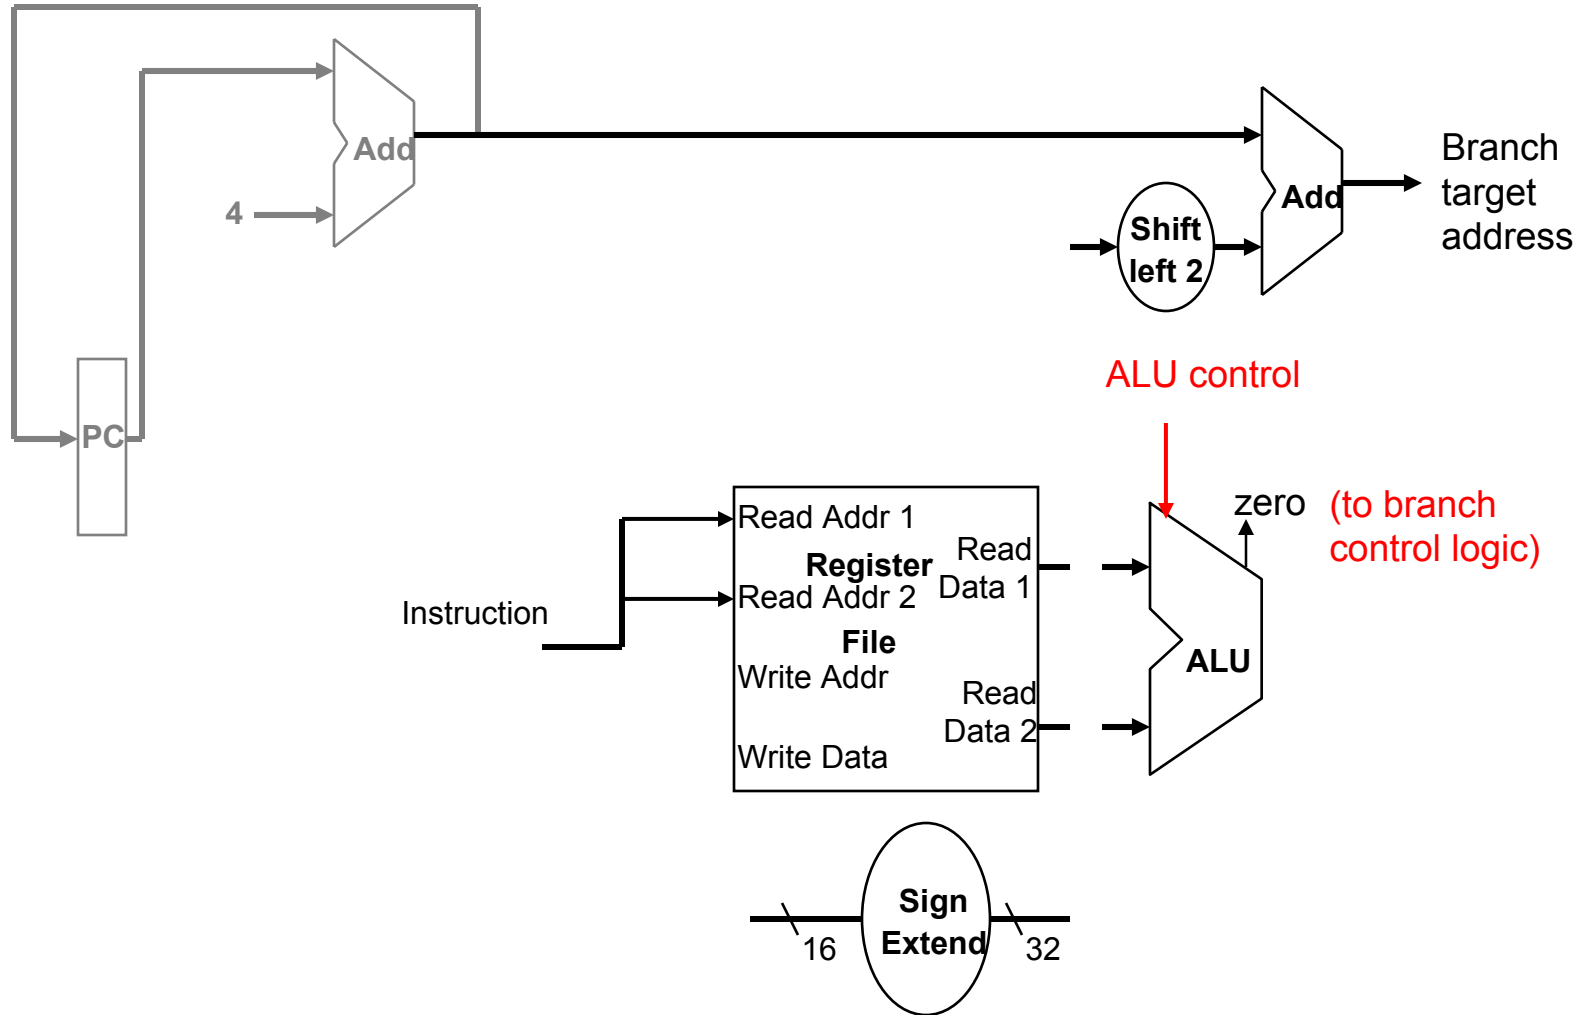 Add
4
Shift
left 2
Add
Branch
target
address
ALU control
PC
Instruction
Read Addr 1
Register
Read Addr 2
File
Write Addr
Write Data
Read
Data 1
Read
Data 2
zero
(to branch
control logic)
ALU
16
Sign
Extend
32